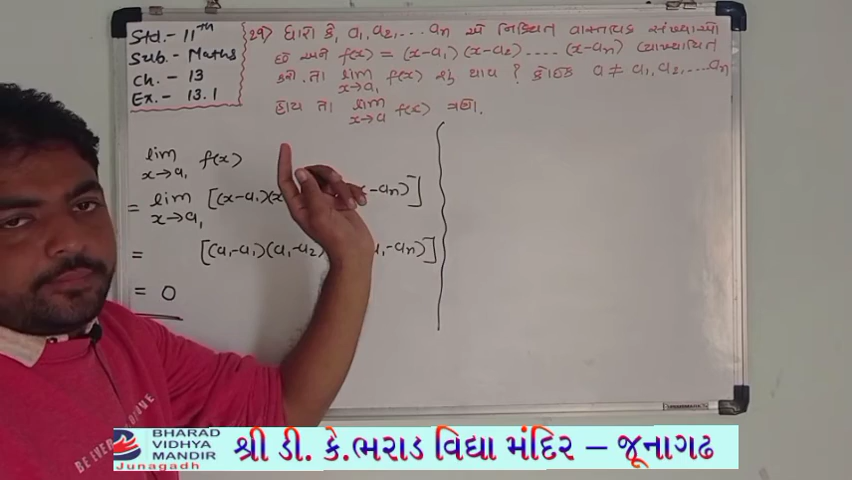 Std.- 11th
Sub.- Maths
Ch.- 13
Ex.- 13.1
29) ધારો કે, a₁, a₂, ... an એ નિશ્ચિત વાસ્તવિક સંખ્યાઓ
છે અને f(x) = (x-a₁)(x-a₂) .... (x-an) વ્યાખ્યાયિત
કરો. તો lim x→a₁ f(x) શું થાય ? કોઈક a ≠ a₁, a₂, ... an
હોય તો lim x→a f(x) ગણો.
lim x→a₁ f(x)
= lim x→a₁ [(x-a₁)(x x-an)]
= [(a₁-a₁)(a₁-a₂) a₁-an)]
= 0
BHARAD
VIDHYA
MANDIR
Junagadh
શ્રી ડી. કે.ભરાડ વિદ્યા મંદિર – જૂનાગઢ
BE EVER